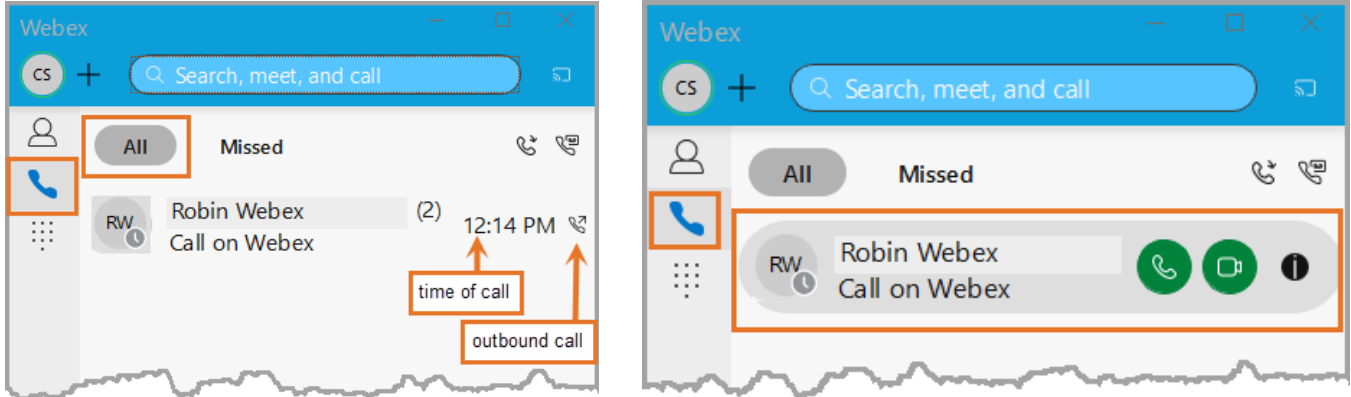 Webex
CS
Search, meet, and call
All Missed
RW Robin Webex (2) 12:14 PM
Call on Webex
time of call
outbound call
Webex
CS
Search, meet, and call
All Missed
RW Robin Webex
Call on Webex